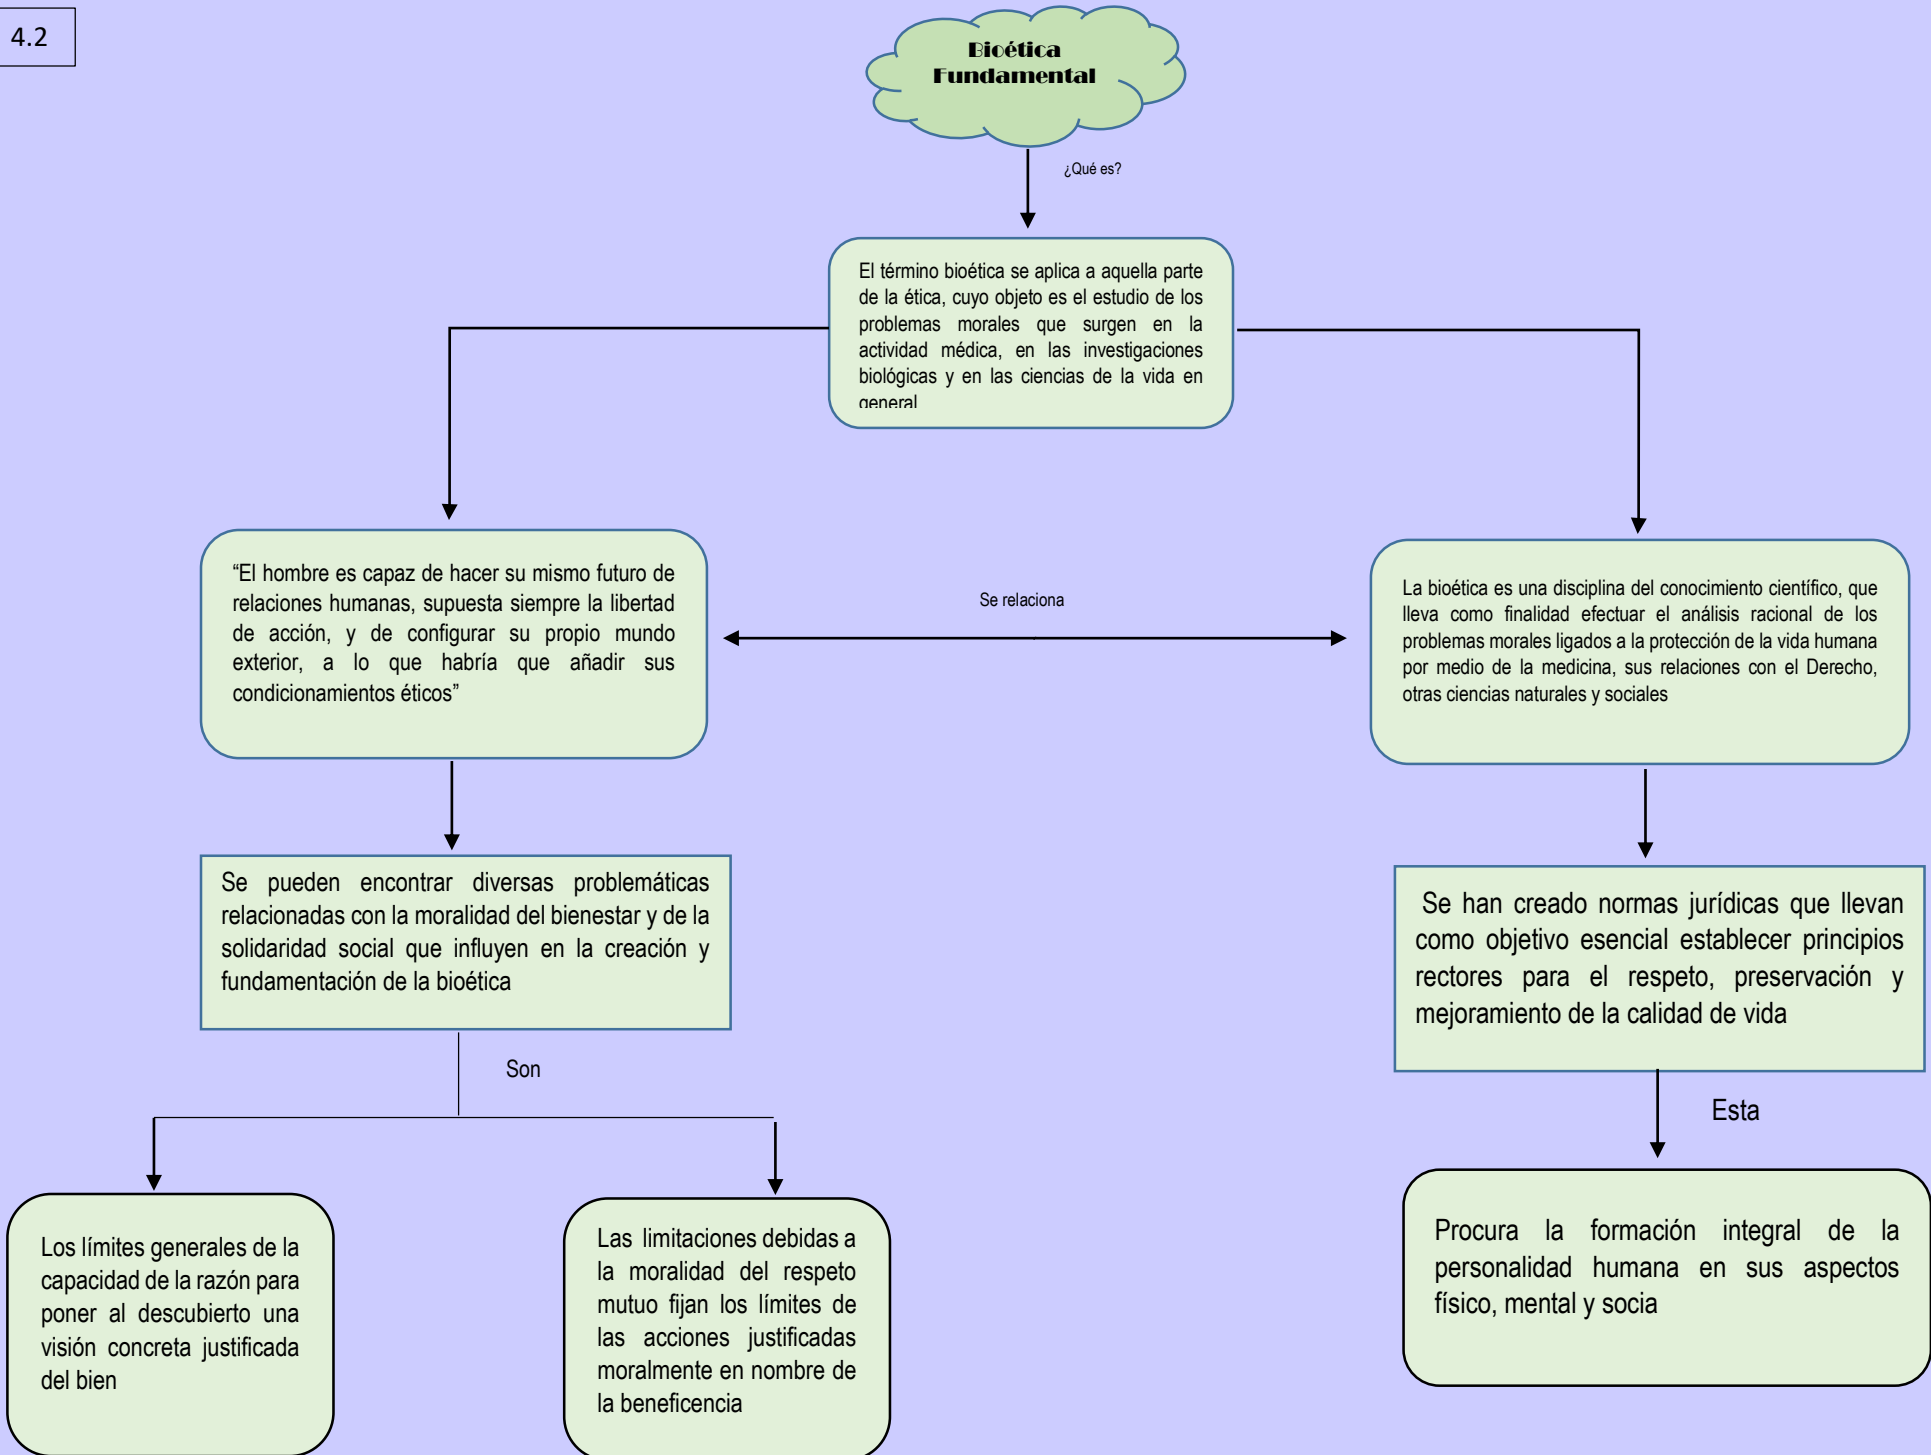 4.2
Bioética
Fundamental
¿Qué es?
El término bioética se aplica a aquella parte
de la ética, cuyo objeto es el estudio de los
problemas morales que surgen en la
actividad médica, en las investigaciones
biológicas y en las ciencias de la vida en
general
“El hombre es capaz de hacer su mismo futuro de
relaciones humanas, supuesta siempre la libertad
de acción, y de configurar su propio mundo
exterior, a lo que habría que añadir sus
condicionamientos éticos”
Se relaciona
La bioética es una disciplina del conocimiento científico, que
lleva como finalidad efectuar el análisis racional de los
problemas morales ligados a la protección de la vida humana
por medio de la medicina, sus relaciones con el Derecho,
otras ciencias naturales y sociales
Se pueden encontrar diversas problemáticas
relacionadas con la moralidad del bienestar y de la
solidaridad social que influyen en la creación y
fundamentación de la bioética
Se han creado normas jurídicas que llevan
como objetivo esencial establecer principios
rectores para el respeto, preservación y
mejoramiento de la calidad de vida
Son
Esta
Los límites generales de la
capacidad de la razón para
poner al descubierto una
visión concreta justificada
del bien
Las limitaciones debidas a
la moralidad del respeto
mutuo fijan los límites de
las acciones justificadas
moralmente en nombre de
la beneficencia
Procura la formación integral de la
personalidad humana en sus aspectos
físico, mental y socia